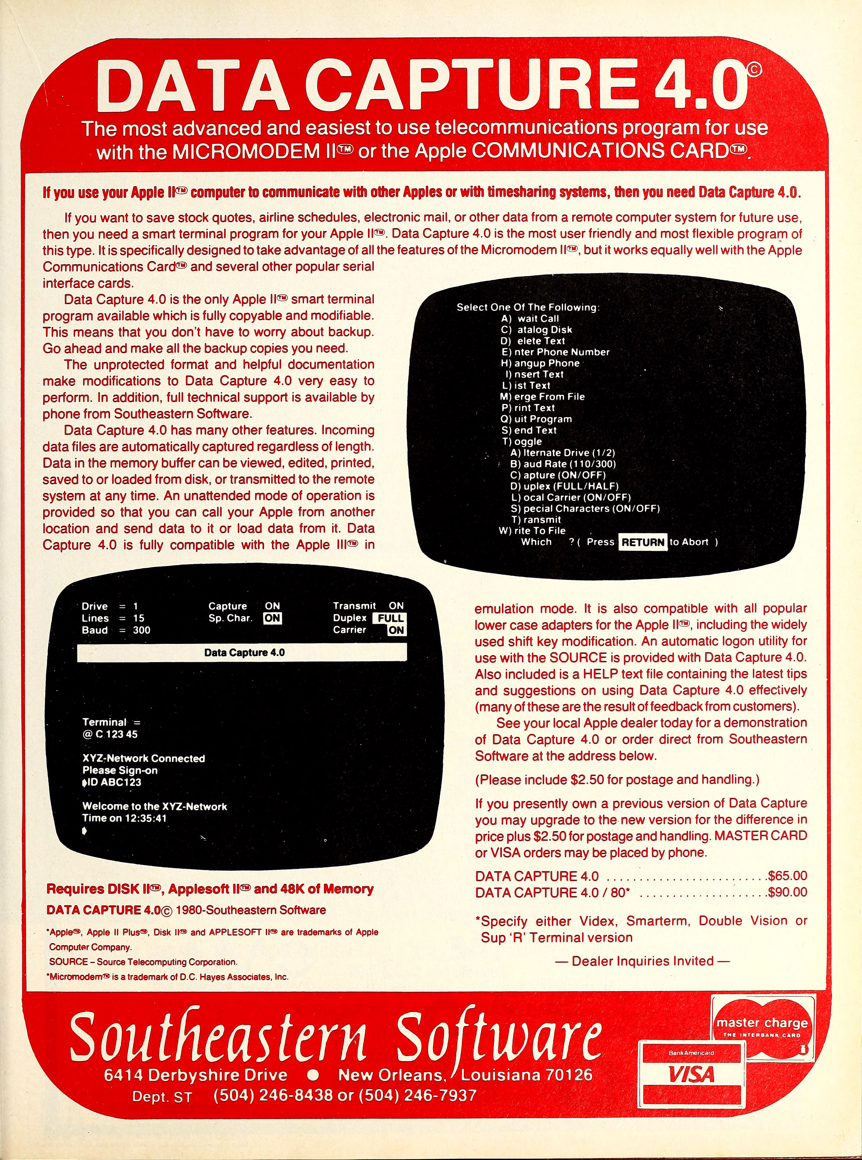 DATA CAPTURE 4.0©
The most advanced and easiest to use telecommunications program for use
with the MICROMODEM II™ or the Apple COMMUNICATIONS CARD™.
If you use your Apple II™ computer to communicate with other Apples or with timesharing systems, then you need Data Capture 4.0.
If you want to save stock quotes, airline schedules, electronic mail, or other data from a remote computer system for future use,
then you need a smart terminal program for your Apple II™. Data Capture 4.0 is the most user friendly and most flexible program of
this type. It is specifically designed to take advantage of all the features of the Micromodem II™, but it works equally well with the Apple
Communications Card™ and several other popular serial
interface cards.
Data Capture 4.0 is the only Apple II™ smart terminal
program available which is fully copyable and modifiable.
This means that you don't have to worry about backup.
Go ahead and make all the backup copies you need.
The unprotected format and helpful documentation
make modifications to Data Capture 4.0 very easy to
perform. In addition, full technical support is available by
phone from Southeastern Software.
Data Capture 4.0 has many other features. Incoming
data files are automatically captured regardless of length.
Data in the memory buffer can be viewed, edited, printed,
saved to or loaded from disk, or transmitted to the remote
system at any time. An unattended mode of operation is
provided so that you can call your Apple from another
location and send data to it or load data from it. Data
Capture 4.0 is fully compatible with the Apple III™ in
Select One Of The Following:
A) wait Call
C) atalog Disk
D) elete Text
E) nter Phone Number
H) angup Phone
I) nsert Text
L) ist Text
M) erge From File
P) rint Text
Q) uit Program
S) end Text
T) oggle
A) lternate Drive (1/2)
B) aud Rate (110/300)
C) apture (ON/OFF)
D) uplex (FULL/HALF)
L) ocal Carrier (ON/OFF)
S) pecial Characters (ON/OFF)
T) ransmit
W) rite To File
Which ? ( Press RETURN to Abort )
Drive = 1 Capture ON Transmit ON
Lines = 15 Sp. Char. ON Duplex FULL
Baud = 300 Carrier ON
Data Capture 4.0
Terminal =
@ C 123 45
XYZ-Network Connected
Please Sign-on
ID ABC123
Welcome to the XYZ-Network
Time on 12:35:41
emulation mode. It is also compatible with all popular
lower case adapters for the Apple II™, including the widely
used shift key modification. An automatic logon utility for
use with the SOURCE is provided with Data Capture 4.0.
Also included is a HELP text file containing the latest tips
and suggestions on using Data Capture 4.0 effectively
(many of these are the result of feedback from customers).
See your local Apple dealer today for a demonstration
of Data Capture 4.0 or order direct from Southeastern
Software at the address below.
(Please include $2.50 for postage and handling.)
If you presently own a previous version of Data Capture
you may upgrade to the new version for the difference in
price plus $2.50 for postage and handling. MASTER CARD
or VISA orders may be placed by phone.
DATA CAPTURE 4.0 ........................$65.00
DATA CAPTURE 4.0 / 80* ...................$90.00
*Specify either Videx, Smarterm, Double Vision or
Sup 'R' Terminal version
— Dealer Inquiries Invited —
Requires DISK II™, Applesoft II™ and 48K of Memory
DATA CAPTURE 4.0© 1980-Southeastern Software
*Apple™, Apple II Plus™, Disk II™ and APPLESOFT II™ are trademarks of Apple
Computer Company.
SOURCE – Source Telecomputing Corporation.
*Micromodem™ is a trademark of D.C. Hayes Associates, Inc.
Southeastern Software
6414 Derbyshire Drive ● New Orleans, Louisiana 70126
Dept. ST (504) 246-8438 or (504) 246-7937
master charge
THE INTERBANK CARD
BankAmericard
VISA